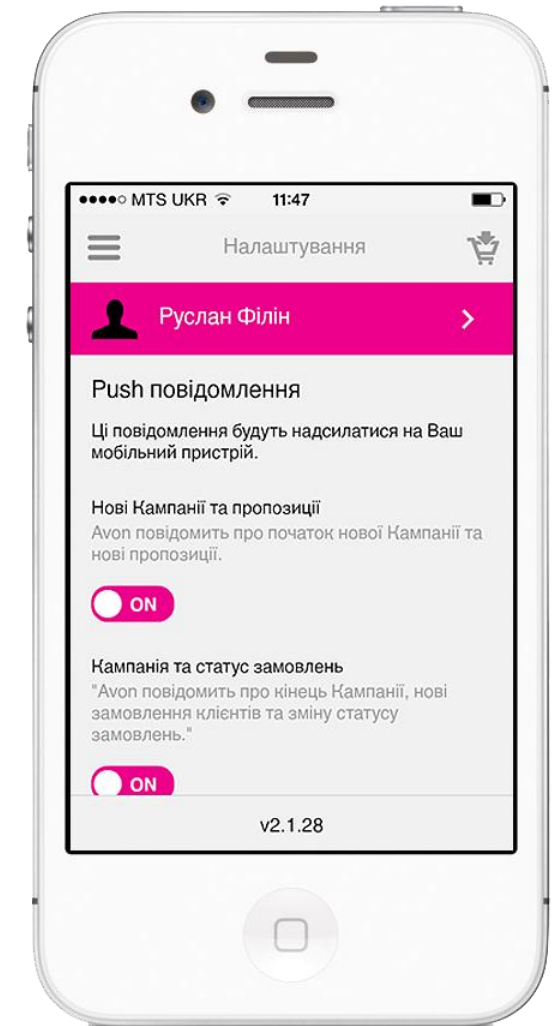 MTS UKR 11:47
Налаштування
Руслан Філін
Push повідомлення
Ці повідомлення будуть надсилатися на Ваш
мобільний пристрій.
Нові Кампанії та пропозиції
Avon повідомить про початок нової Кампанії та
нові пропозиції.
ON
Кампанія та статус замовлень
"Avon повідомить про кінець Кампанії, нові
замовлення клієнтів та зміну статусу
замовлень."
ON
v2.1.28